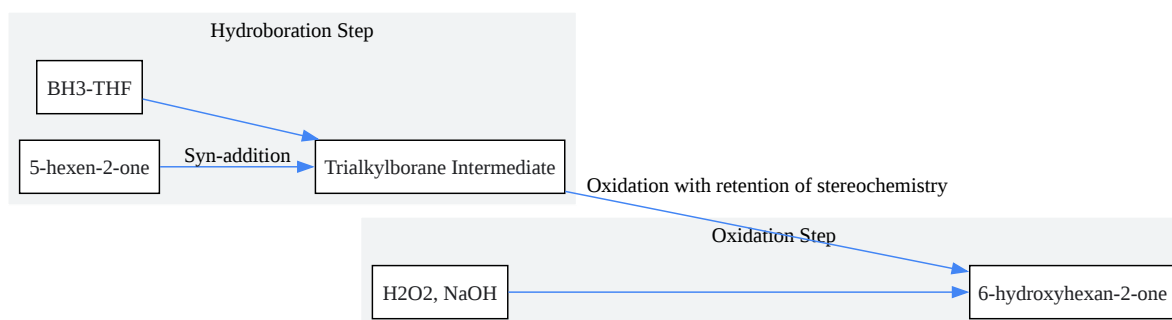 Hydroboration Step
BH3-THF
5-hexen-2-one
Syn-addition
Trialkylborane Intermediate
Oxidation with retention of stereochemistry
Oxidation Step
H2O2, NaOH
6-hydroxyhexan-2-one